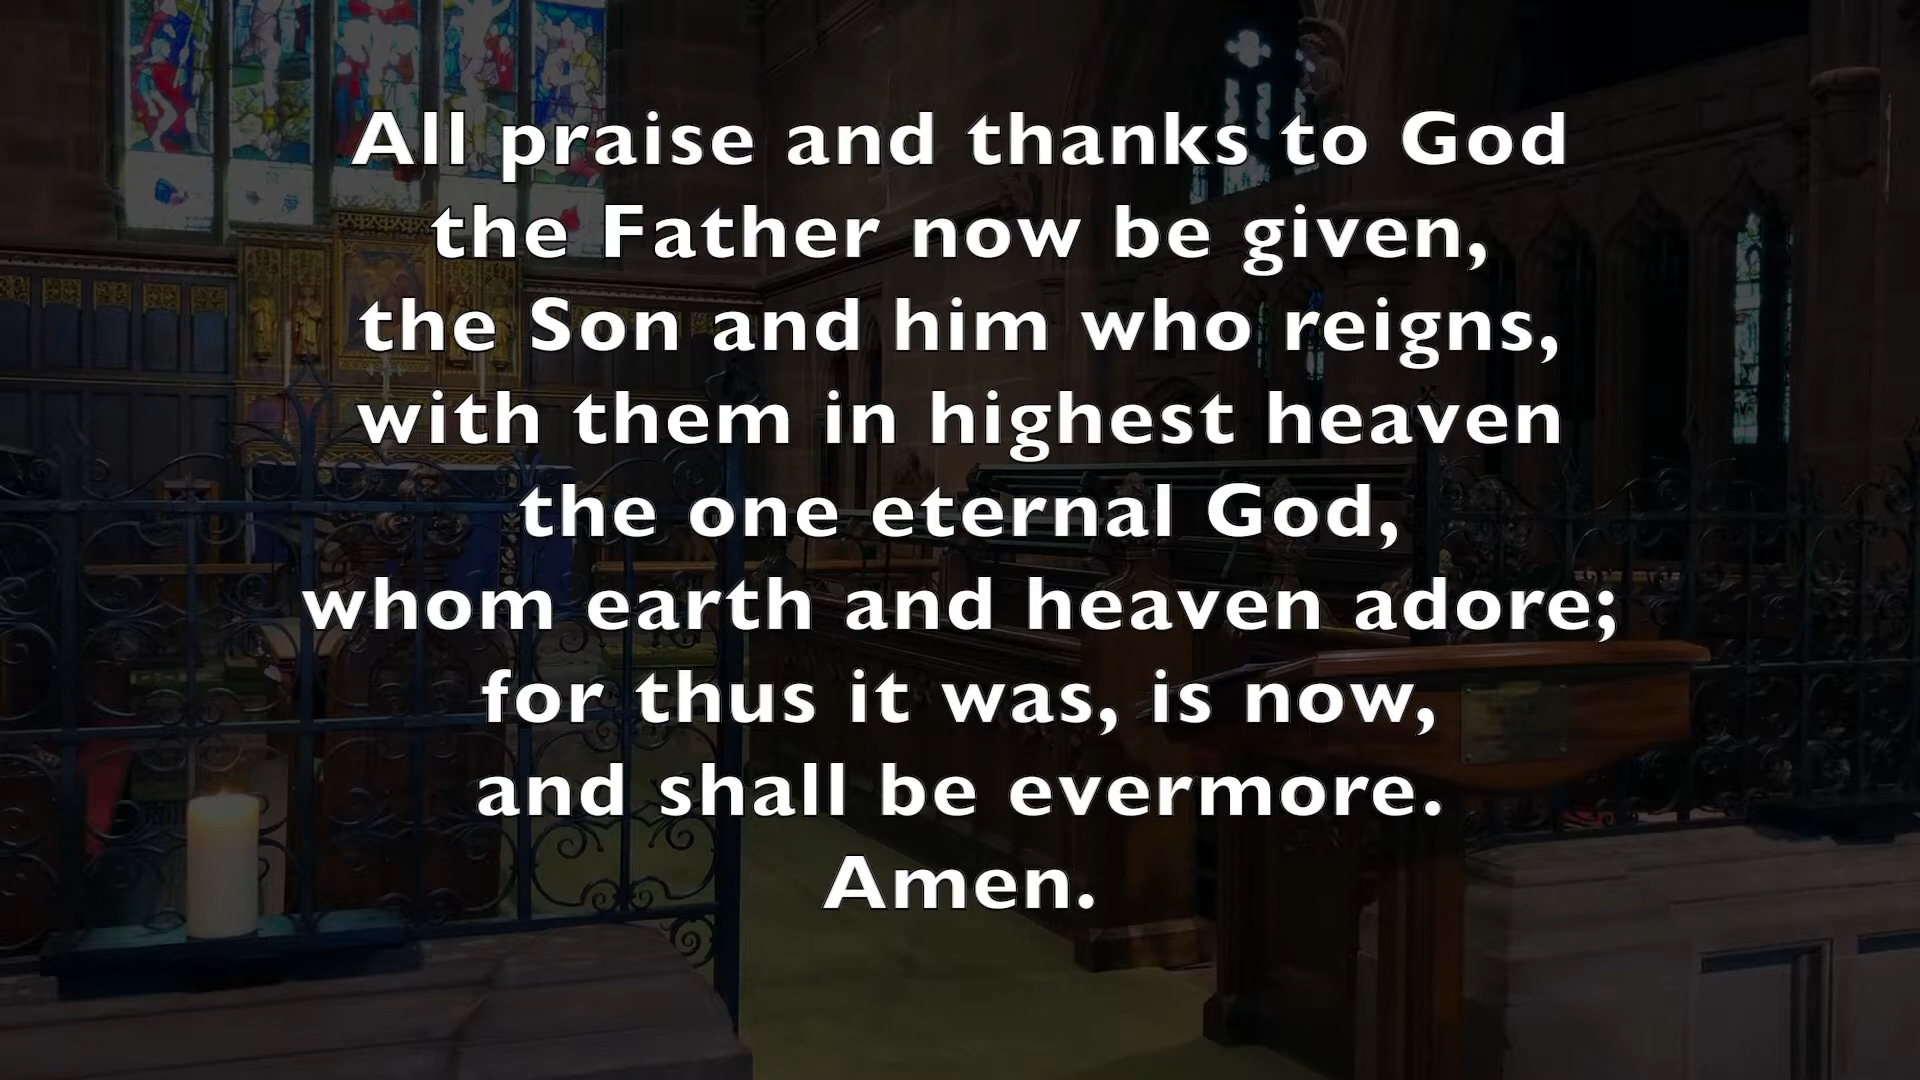 All praise and thanks to God
the Father now be given,
the Son and him who reigns,
with them in highest heaven
the one eternal God,
whom earth and heaven adore;
for thus it was, is now,
and shall be evermore.
Amen.